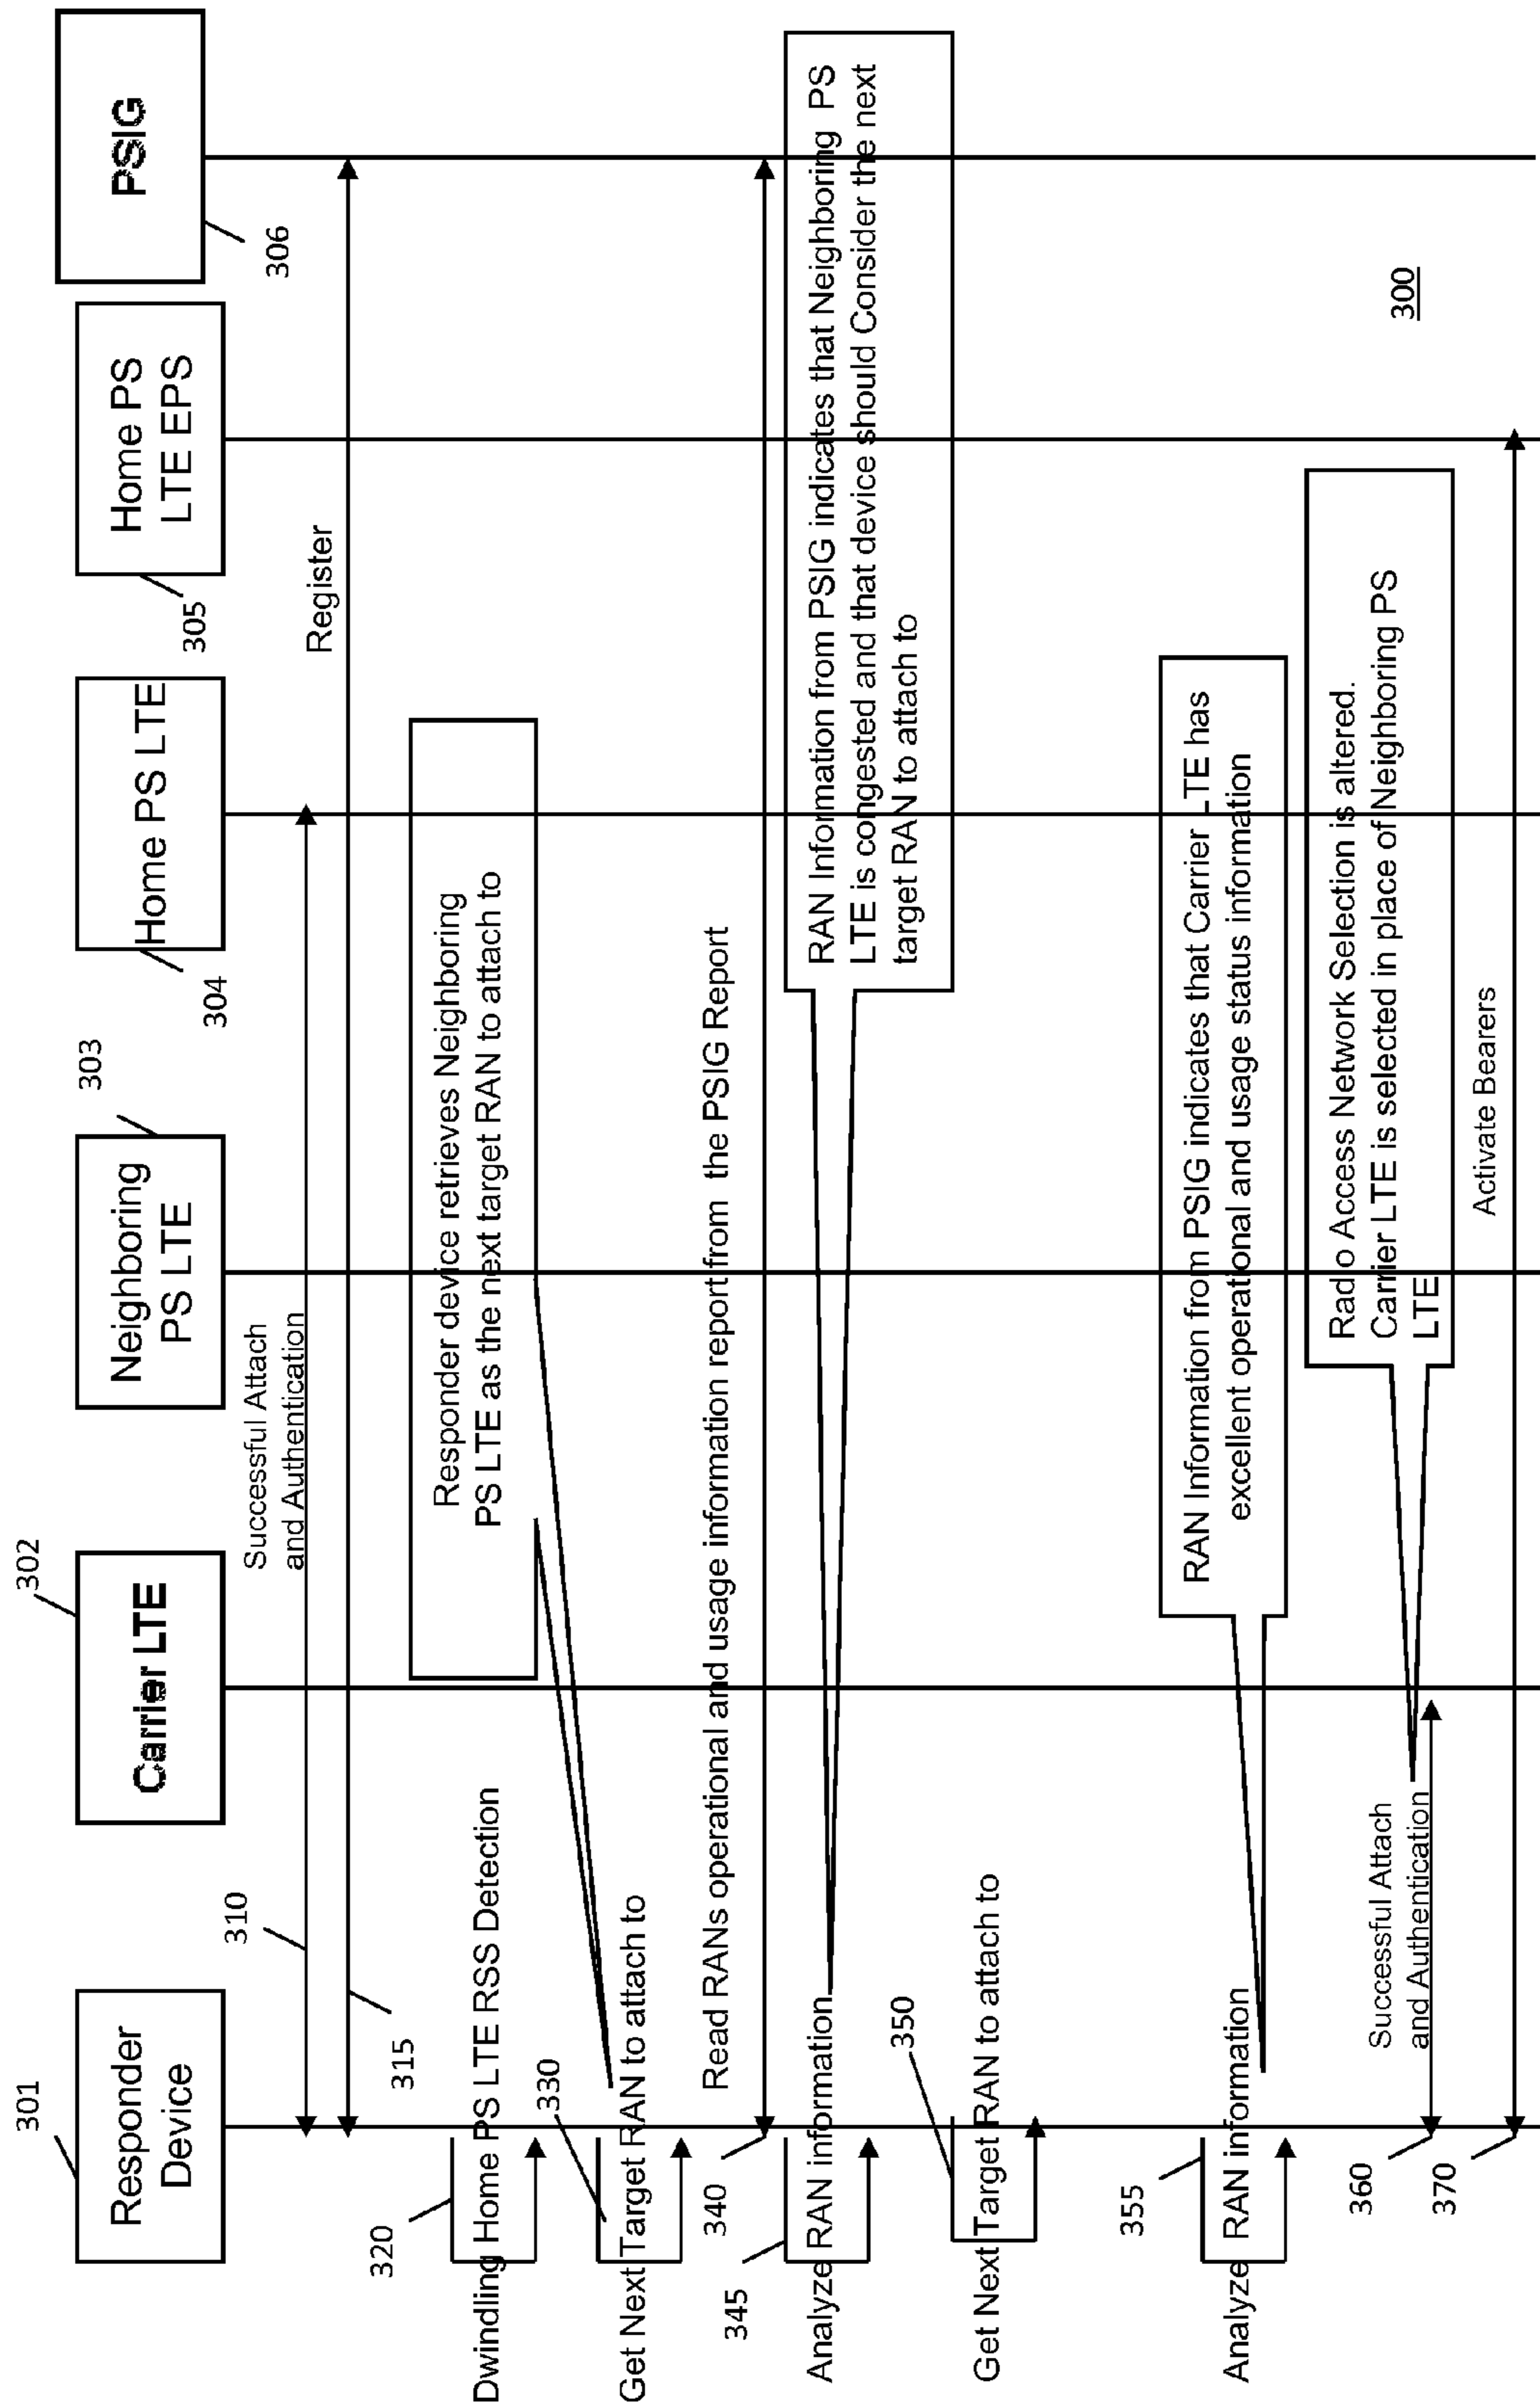 301
Responder
Device
302
Carrier LTE
303
Neighboring
PS LTE
304
Home PS LTE
305
Home PS
LTE EPS
306
PSIG
310
Successful Attach
and Authentication
315
Register
320
Dwindling Home PS LTE RSS Detection
330
Get Next Target RAN to attach to
Responder device retrieves Neighboring
PS LTE as the next target RAN to attach to
340
Read RANs operational and usage information report from the PSIG Report
345
Analyze RAN information
RAN Information from PSIG indicates that Neighboring PS
LTE is congested and that device should Consider the next
target RAN to attach to
350
Get Next Target RAN to attach to
355
Analyze RAN information
RAN Information from PSIG indicates that Carrier LTE has
excellent operational and usage status information
360
Successful Attach
and Authentication
Rad o Access Network Selection is altered.
Carrier LTE is selected in place of Neighboring PS
LTE
370
Activate Bearers
300